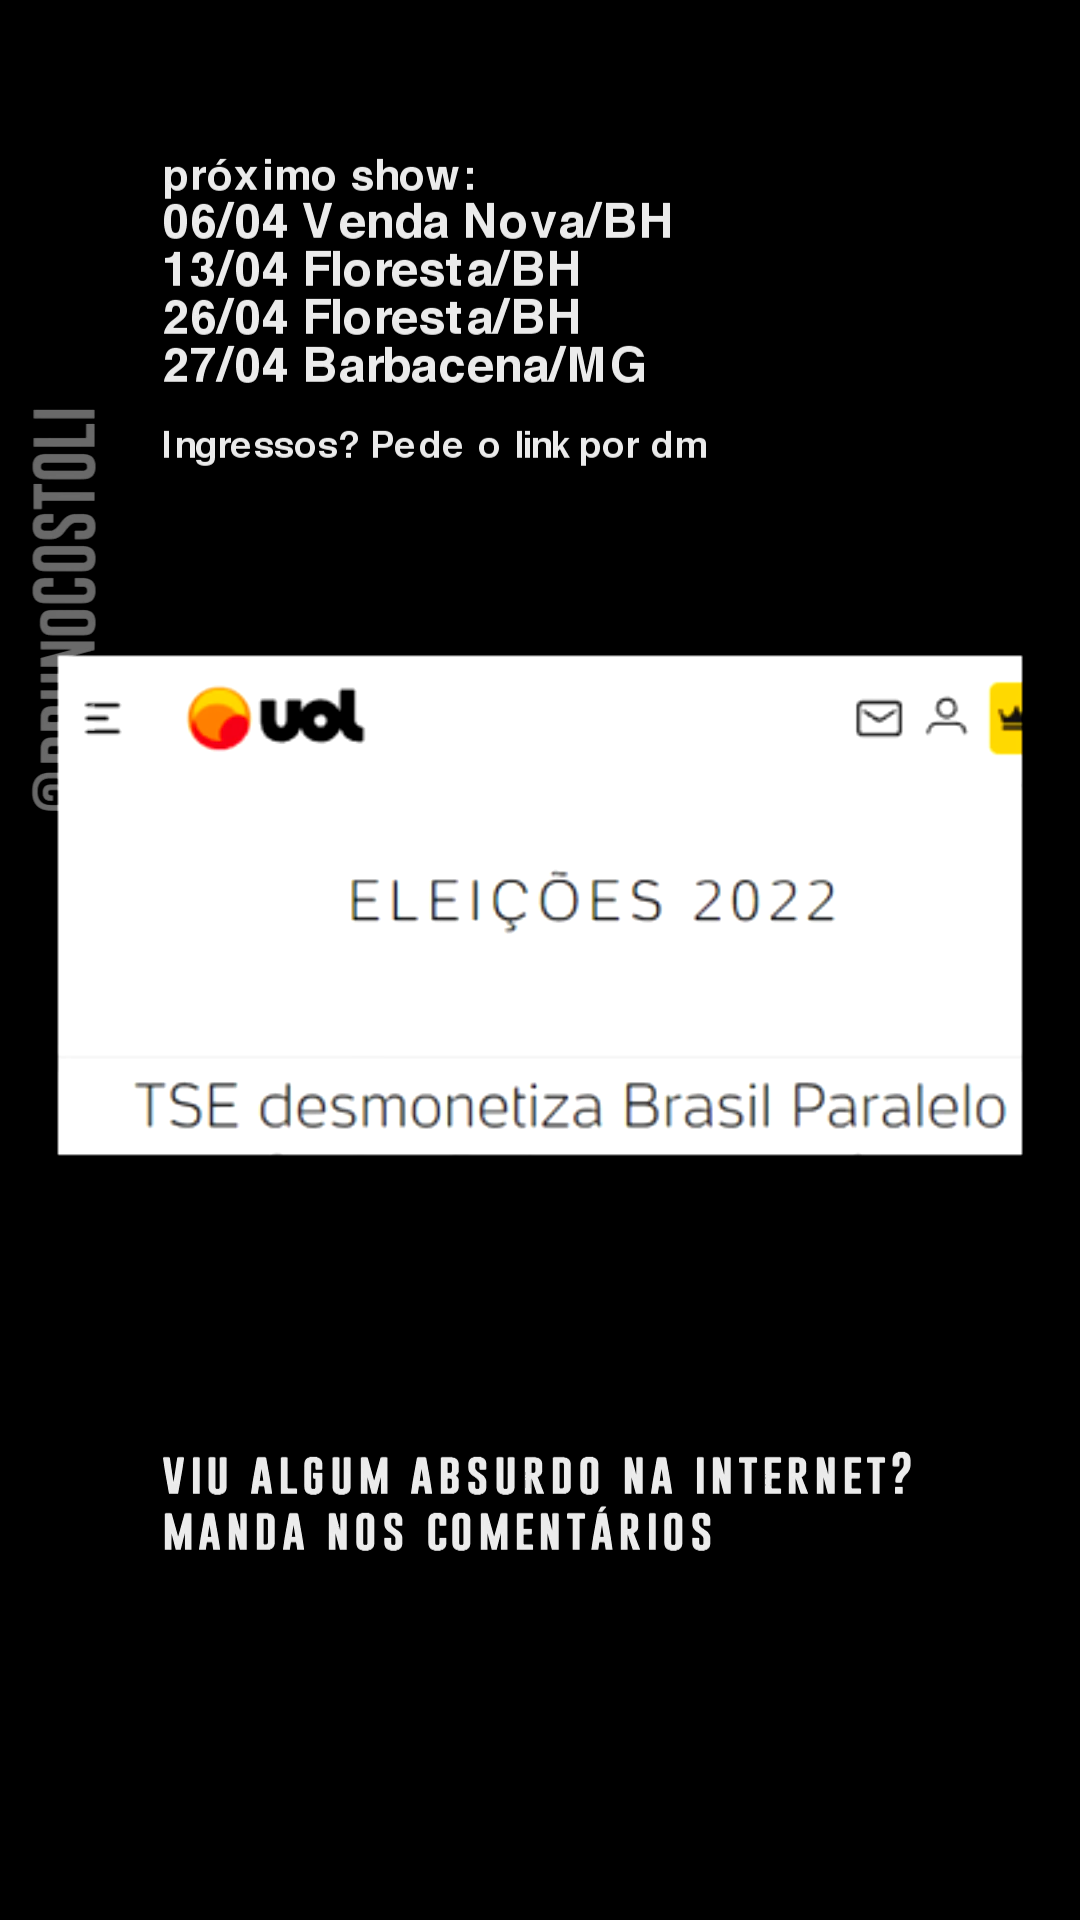 próximo show:
06/04 Venda Nova/BH
13/04 Floresta/BH
26/04 Floresta/BH
27/04 Barbacena/MG
Ingressos? Pede o link por dm
@BRUNOCOSTOLI
uol
ELEIÇÕES 2022
TSE desmonetiza Brasil Paralelo
VIU ALGUM ABSURDO NA INTERNET?
MANDA NOS COMENTÁRIOS